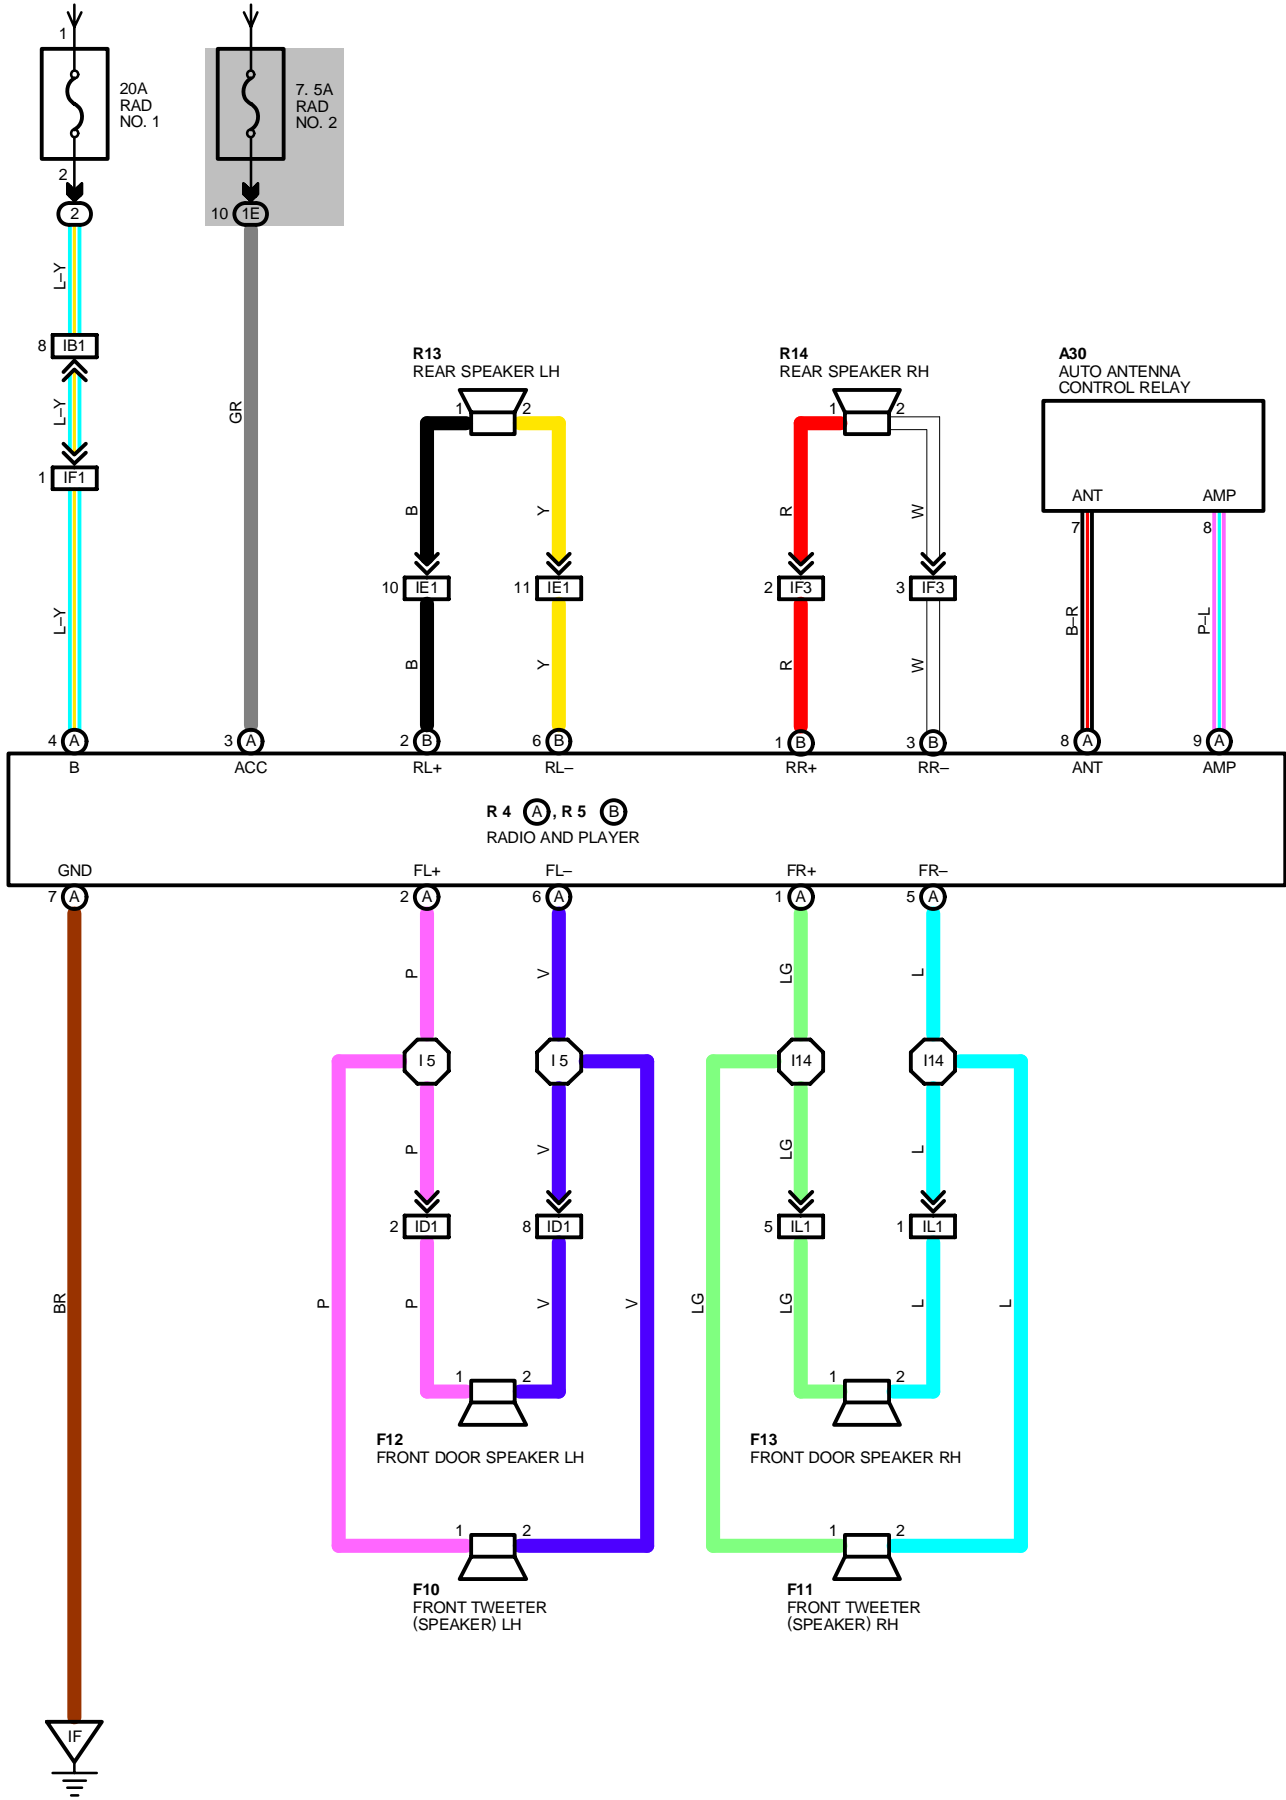 1
20A
RAD
NO. 1
7. 5A
RAD
NO. 2
2
2
10 1E
L–Y
8 IB1
L–Y
1 IF1
L–Y
GR
R13
REAR SPEAKER LH
1 2
B Y
10 IE1
11 IE1
B Y
R14
REAR SPEAKER RH
1 2
R W
2 IF3
3 IF3
R W
A30
AUTO ANTENNA
CONTROL RELAY
ANT AMP
7 8
B–R P–L
4 A 3 A 2 B 6 B 1 B 3 B 8 A 9 A
B ACC RL+ RL– RR+ RR– ANT AMP
R 4 A , R 5 B
RADIO AND PLAYER
GND FL+ FL– FR+ FR–
7 A 2 A 6 A 1 A 5 A
P V LG L
I 5 I 5 I14 I14
P V LG L
2 ID1 8 ID1 5 IL1 1 IL1
BR P P V V LG LG L L
1 2 1 2
F12
FRONT DOOR SPEAKER LH
F13
FRONT DOOR SPEAKER RH
1 2 1 2
F10
FRONT TWEETER
(SPEAKER) LH
F11
FRONT TWEETER
(SPEAKER) RH
IF